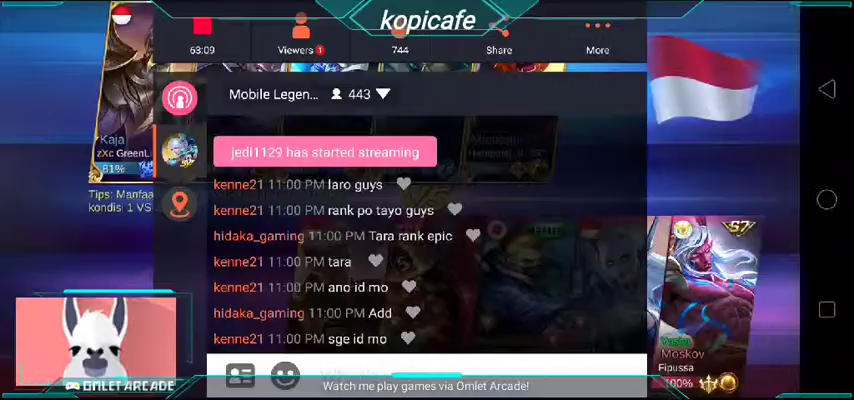 kopicafe
63:09
Viewers 1
744
Share
More
Mobile Legen... 443
jedi1129 has started streaming
kenne21 11:00 PM laro guys
kenne21 11:00 PM rank po tayo guys
hidaka_gaming 11:00 PM Tara rank epic
kenne21 11:00 PM tara
kenne21 11:00 PM ano id mo
hidaka_gaming 11:00 PM Add
kenne21 11:00 PM sge id mo
Kaja
zXc GreenL
81%
Tips: Manfaa
kondisi 1 VS
S7
Moskov
Fipussa
100%
OMLET ARCADE
Watch me play games via Omlet Arcade!